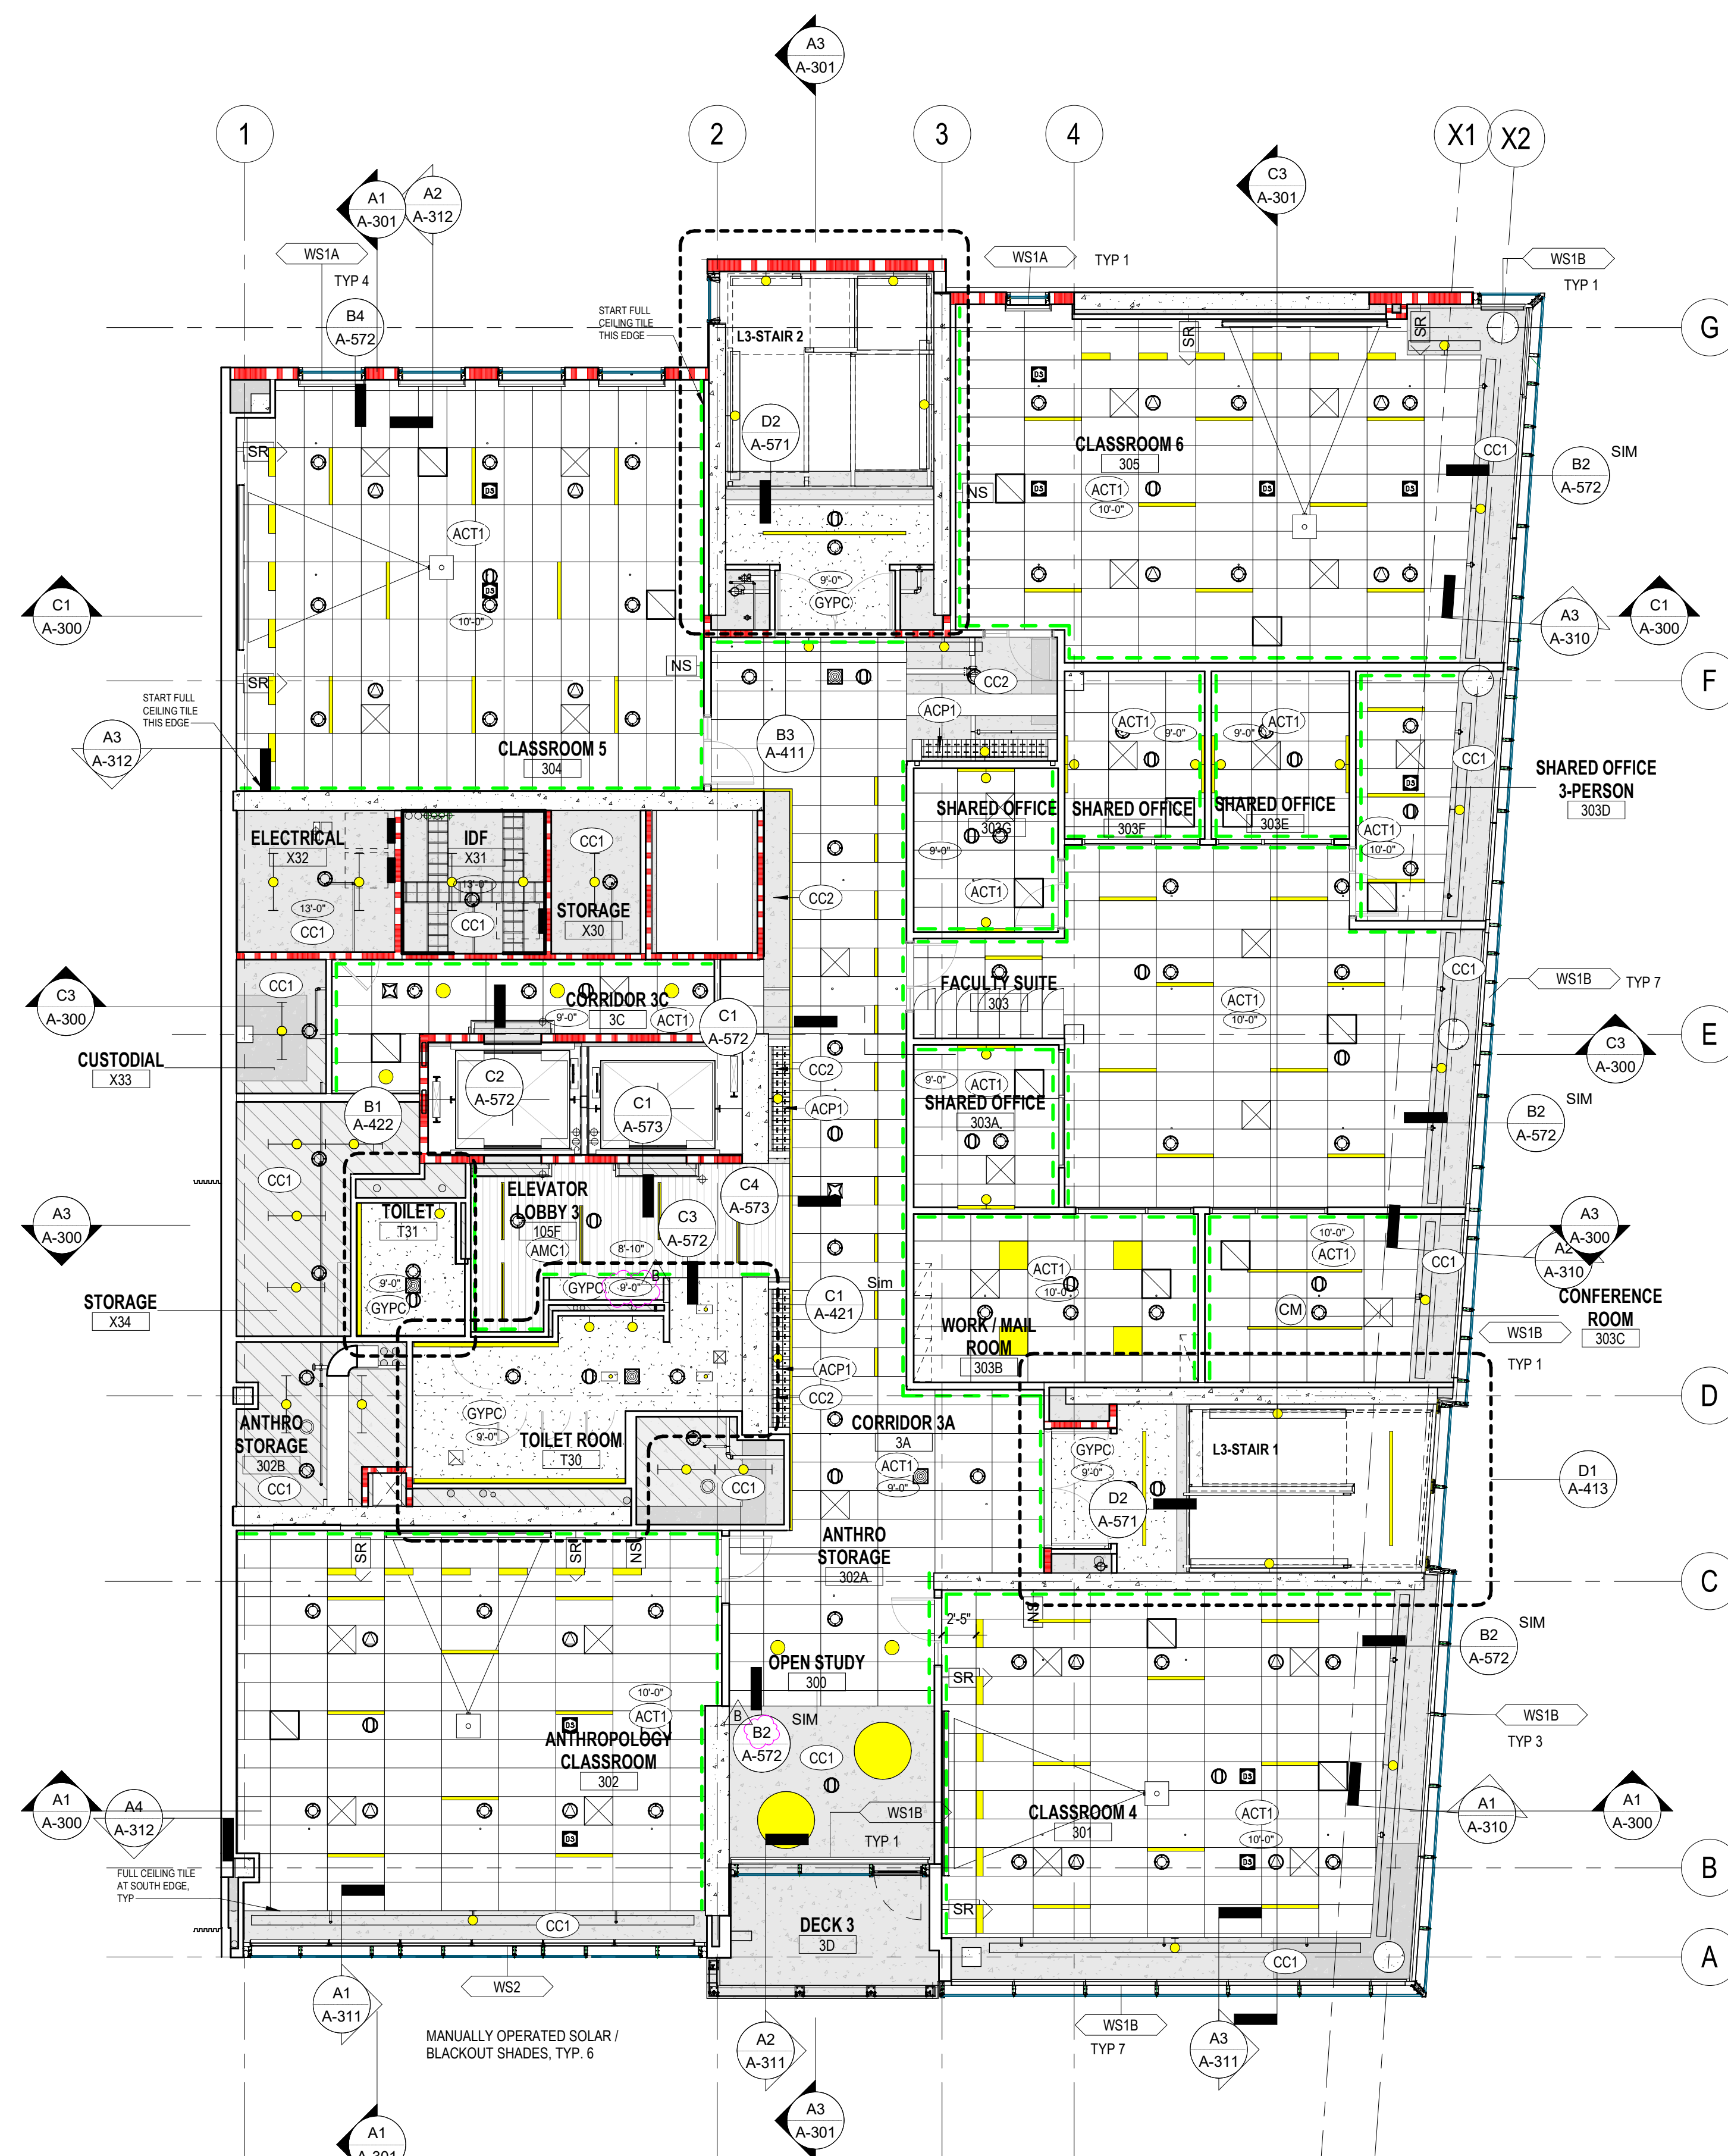 A3
A-301
1
2
3
4
X1
X2
A1
A-301
A2
A-312
C3
A-301
WS1A
TYP 4
WS1A
TYP 1
WS1B
TYP 1
B4
A-572
START FULL
CEILING TILE
THIS EDGE
L3-STAIR 2
SR
SR
G
D3
D2
A-571
CLASSROOM 6
305
CC1
SIM
B2
A-572
SR
D3
NS
ACT1
10'-0"
D3
D3
D3
ACT1
C1
A-300
D3
10'-0"
9'-0"
GYPC
A3
A-310
C1
A-300
NS
SR
CC2
F
START FULL
CEILING TILE
THIS EDGE
ACP1
ACT1
9'-0"
ACT1
9'-0"
A3
A-312
B3
A-411
CLASSROOM 5
304
CC1
SHARED OFFICE
3-PERSON
303D
D3
SHARED OFFICE
303G
SHARED OFFICE
303F
SHARED OFFICE
303E
ACT1
10'-0"
ELECTRICAL
X32
IDF
X31
CC1
9'-0"
ACT1
13'-0"
13'-0"
CC1
CC1
STORAGE
X30
CC2
CC1
WS1B
TYP 7
C3
A-300
CC1
FACULTY SUITE
303
CORRIDOR 3C
3C
9'-0"
ACT1
ACT1
10'-0"
C1
A-572
E
C3
A-300
CUSTODIAL
X33
C2
A-572
CC2
9'-0"
ACT1
SHARED OFFICE
303A
B1
A-422
C1
A-573
ACP1
SIM
B2
A-572
CC1
ELEVATOR
LOBBY 3
105F
C4
A-573
TOILET
T31
C3
A-572
A3
A-300
AMC1
8'-10"
10'-0"
ACT1
A3
A-300
A2
A-310
CC1
9'-0"
GYPC
GYPC
9'-0"
B
ACT1
10'-0"
Sim
C1
A-421
CM
CONFERENCE
ROOM
303C
STORAGE
X34
WORK / MAIL
ROOM
303B
WS1B
TYP 1
ACP1
CC2
D
ANTHRO
STORAGE
302B
GYPC
9'-0"
TOILET ROOM
T30
CORRIDOR 3A
3A
ACT1
9'-0"
GYPC
9'-0"
L3-STAIR 1
CC1
CC1
D1
A-413
D2
A-571
ANTHRO
STORAGE
302A
SR
SR
NS
C
NS
2'-5"
SIM
B2
A-572
OPEN STUDY
300
SR
10'-0"
ACT1
D3
B
SIM
B2
A-572
ANTHROPOLOGY
CLASSROOM
302
CC1
WS1B
TYP 3
D3
A1
A-300
A4
A-312
WS1B
TYP 1
CLASSROOM 4
301
ACT1
10'-0"
A1
A-310
A1
A-300
D3
D3
B
FULL CEILING TILE
AT SOUTH EDGE,
TYP
SR
CC1
DECK 3
3D
CC1
A
WS2
A1
A-311
MANUALLY OPERATED SOLAR /
BLACKOUT SHADES, TYP. 6
A2
A-311
WS1B
TYP 7
A3
A-311
A3
A-301
A1
A-301